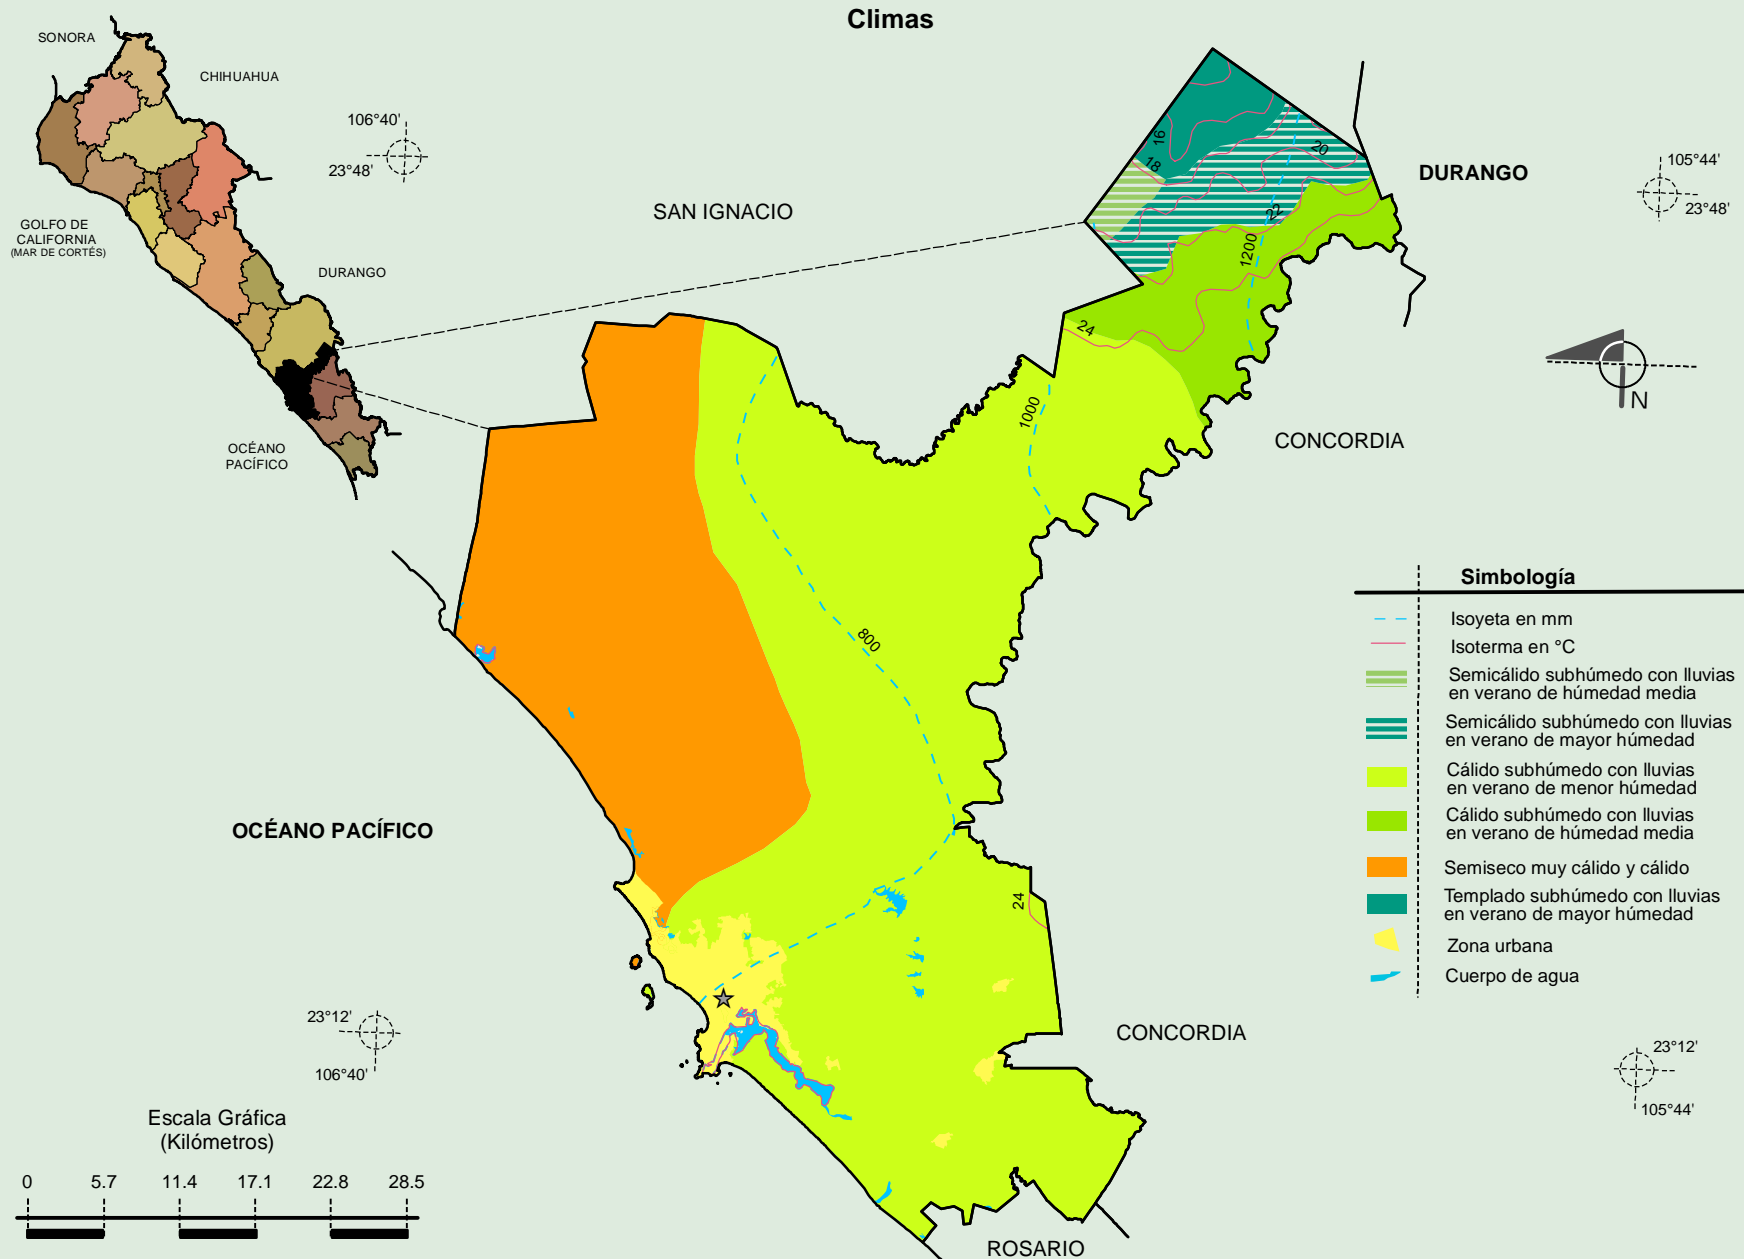 Climas
SONORA
CHIHUAHUA
106°40'
23°48'
GOLFO DE
CALIFORNIA
(MAR DE CORTÉS)
DURANGO
OCÉANO
PACÍFICO
SAN IGNACIO
DURANGO
105°44'
23°48'
16
18
20
22
1200
24
1000
N
CONCORDIA
800
Simbología
Isoyeta en mm
Isoterma en °C
Semicálido subhúmedo con lluvias
en verano de húmedad media
Semicálido subhúmedo con lluvias
en verano de mayor húmedad
Cálido subhúmedo con lluvias
en verano de menor húmedad
Cálido subhúmedo con lluvias
en verano de húmedad media
Semiseco muy cálido y cálido
Templado subhúmedo con lluvias
en verano de mayor húmedad
Zona urbana
Cuerpo de agua
OCÉANO PACÍFICO
24
23°12'
106°40'
CONCORDIA
23°12'
105°44'
Escala Gráfica
(Kilómetros)
0 5.7 11.4 17.1 22.8 28.5
ROSARIO